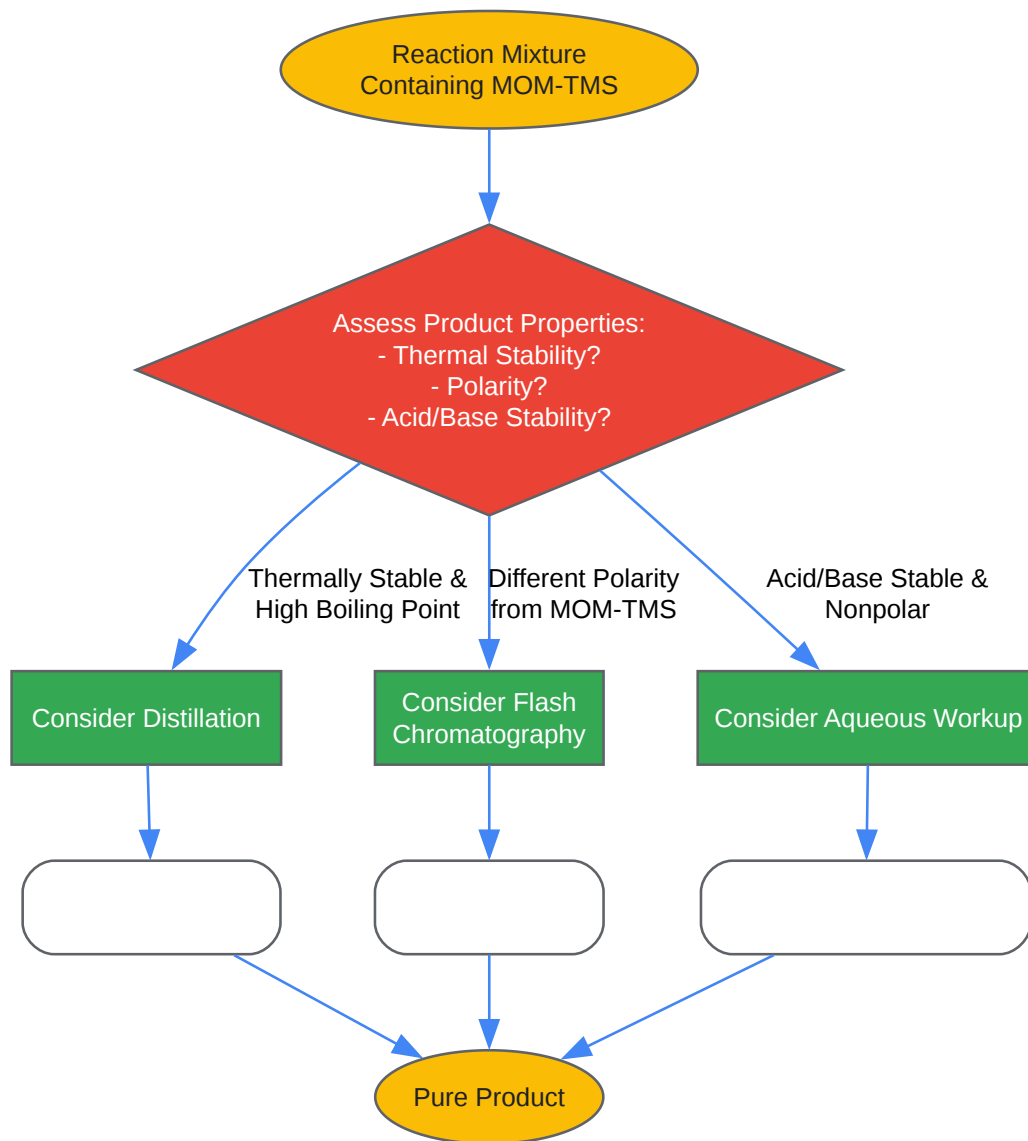 Reaction Mixture
Containing MOM-TMS
Assess Product Properties:
- Thermal Stability?
- Polarity?
- Acid/Base Stability?
Thermally Stable &
High Boiling Point
Different Polarity
from MOM-TMS
Acid/Base Stable &
Nonpolar
Consider Distillation
Consider Flash
Chromatography
Consider Aqueous Workup
Pure Product